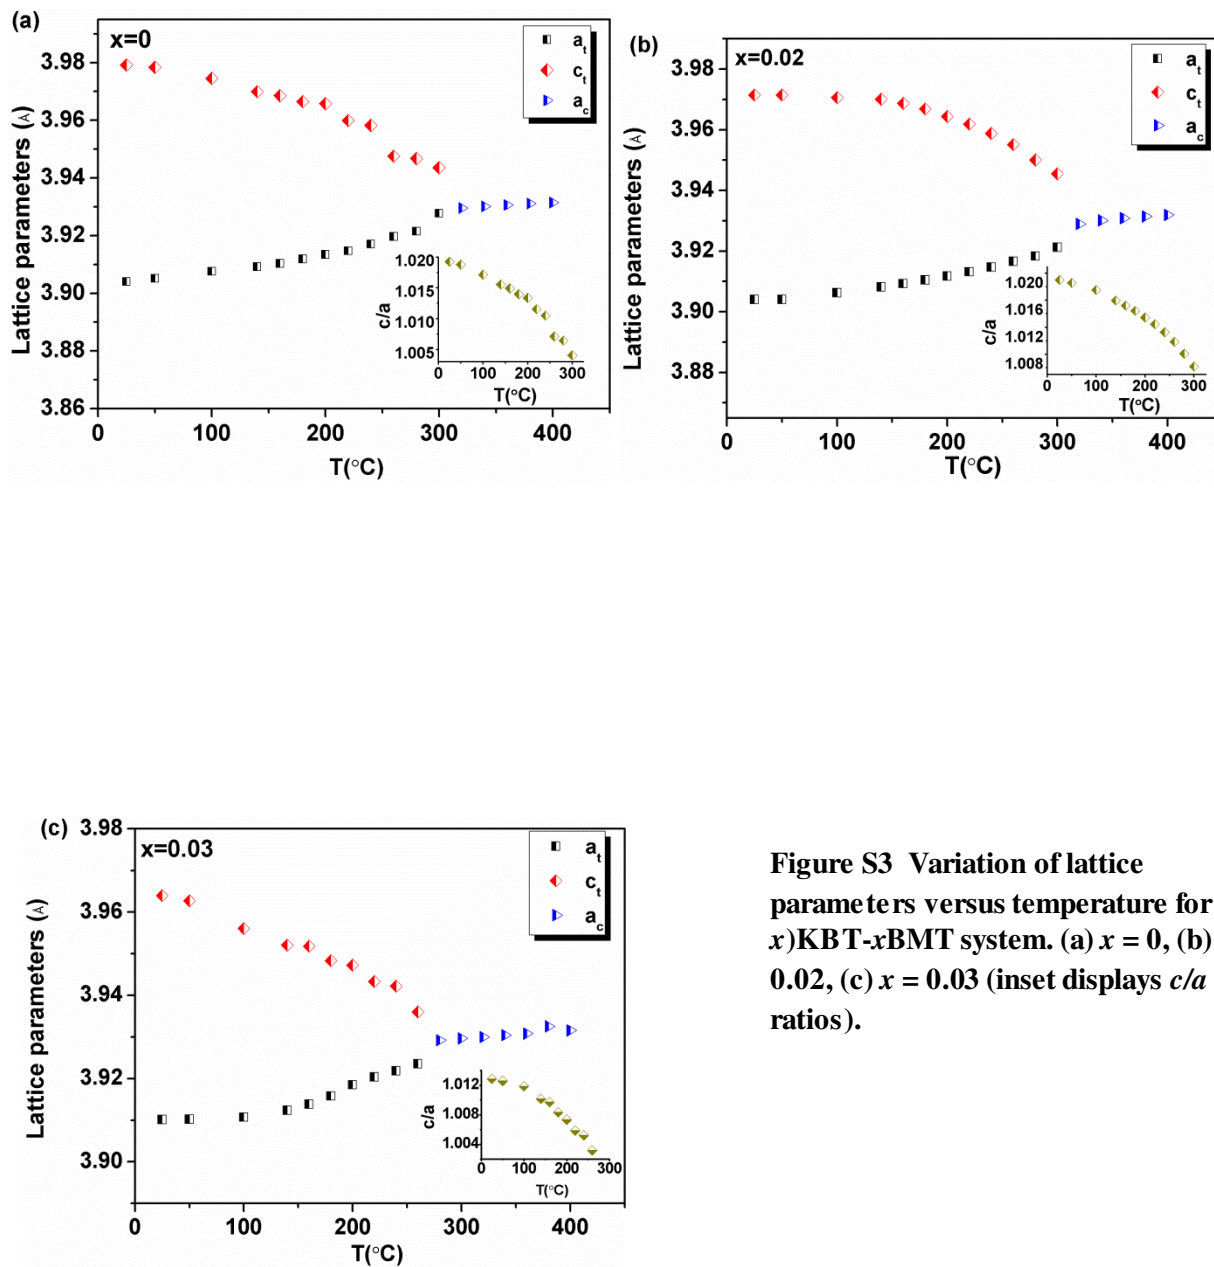 (a)
x=0
a_t
c_t
a_c
Lattice parameters (Å)
3.98
3.96
3.94
3.92
3.90
3.88
3.86
0 100 200 300 400
T(°C)
c/a
1.020
1.015
1.010
1.005
0 100 200 300
T(°C)
(b)
x=0.02
a_t
c_t
a_c
Lattice parameters (Å)
3.98
3.96
3.94
3.92
3.90
3.88
0 100 200 300 400
T(°C)
c/a
1.020
1.016
1.012
1.008
0 100 200 300
T(°C)
(c)
x=0.03
a_t
c_t
a_c
Lattice parameters (Å)
3.98
3.96
3.94
3.92
3.90
0 100 200 300 400
T(°C)
c/a
1.012
1.008
1.004
0 100 200 300
T(°C)
Figure S3 Variation of lattice
parameters versus temperature for
x)KBT-xBMT system. (a) x = 0, (b)
0.02, (c) x = 0.03 (inset displays c/a
ratios).